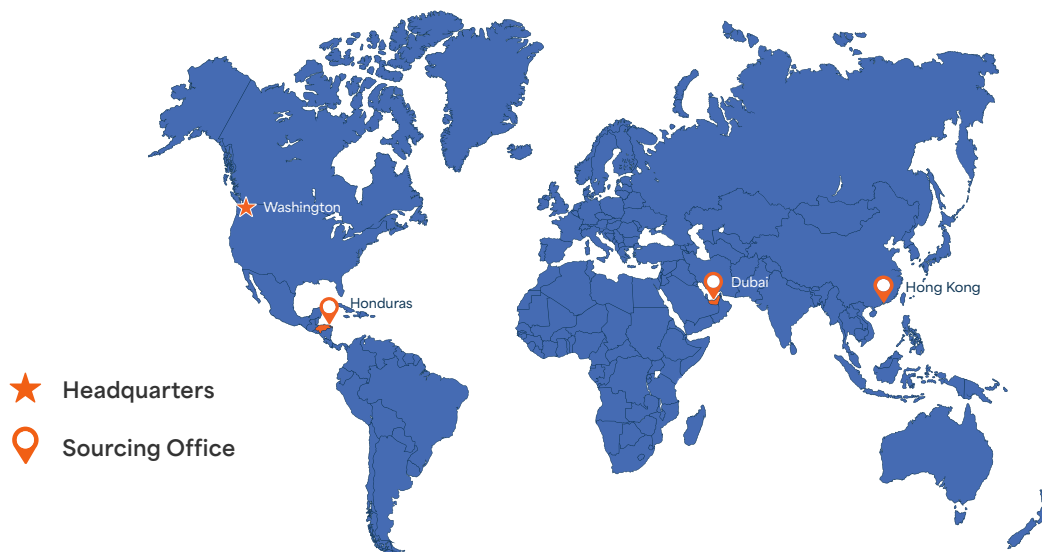 Washington
Dubai
Hong Kong
Honduras
Headquarters
Sourcing Office